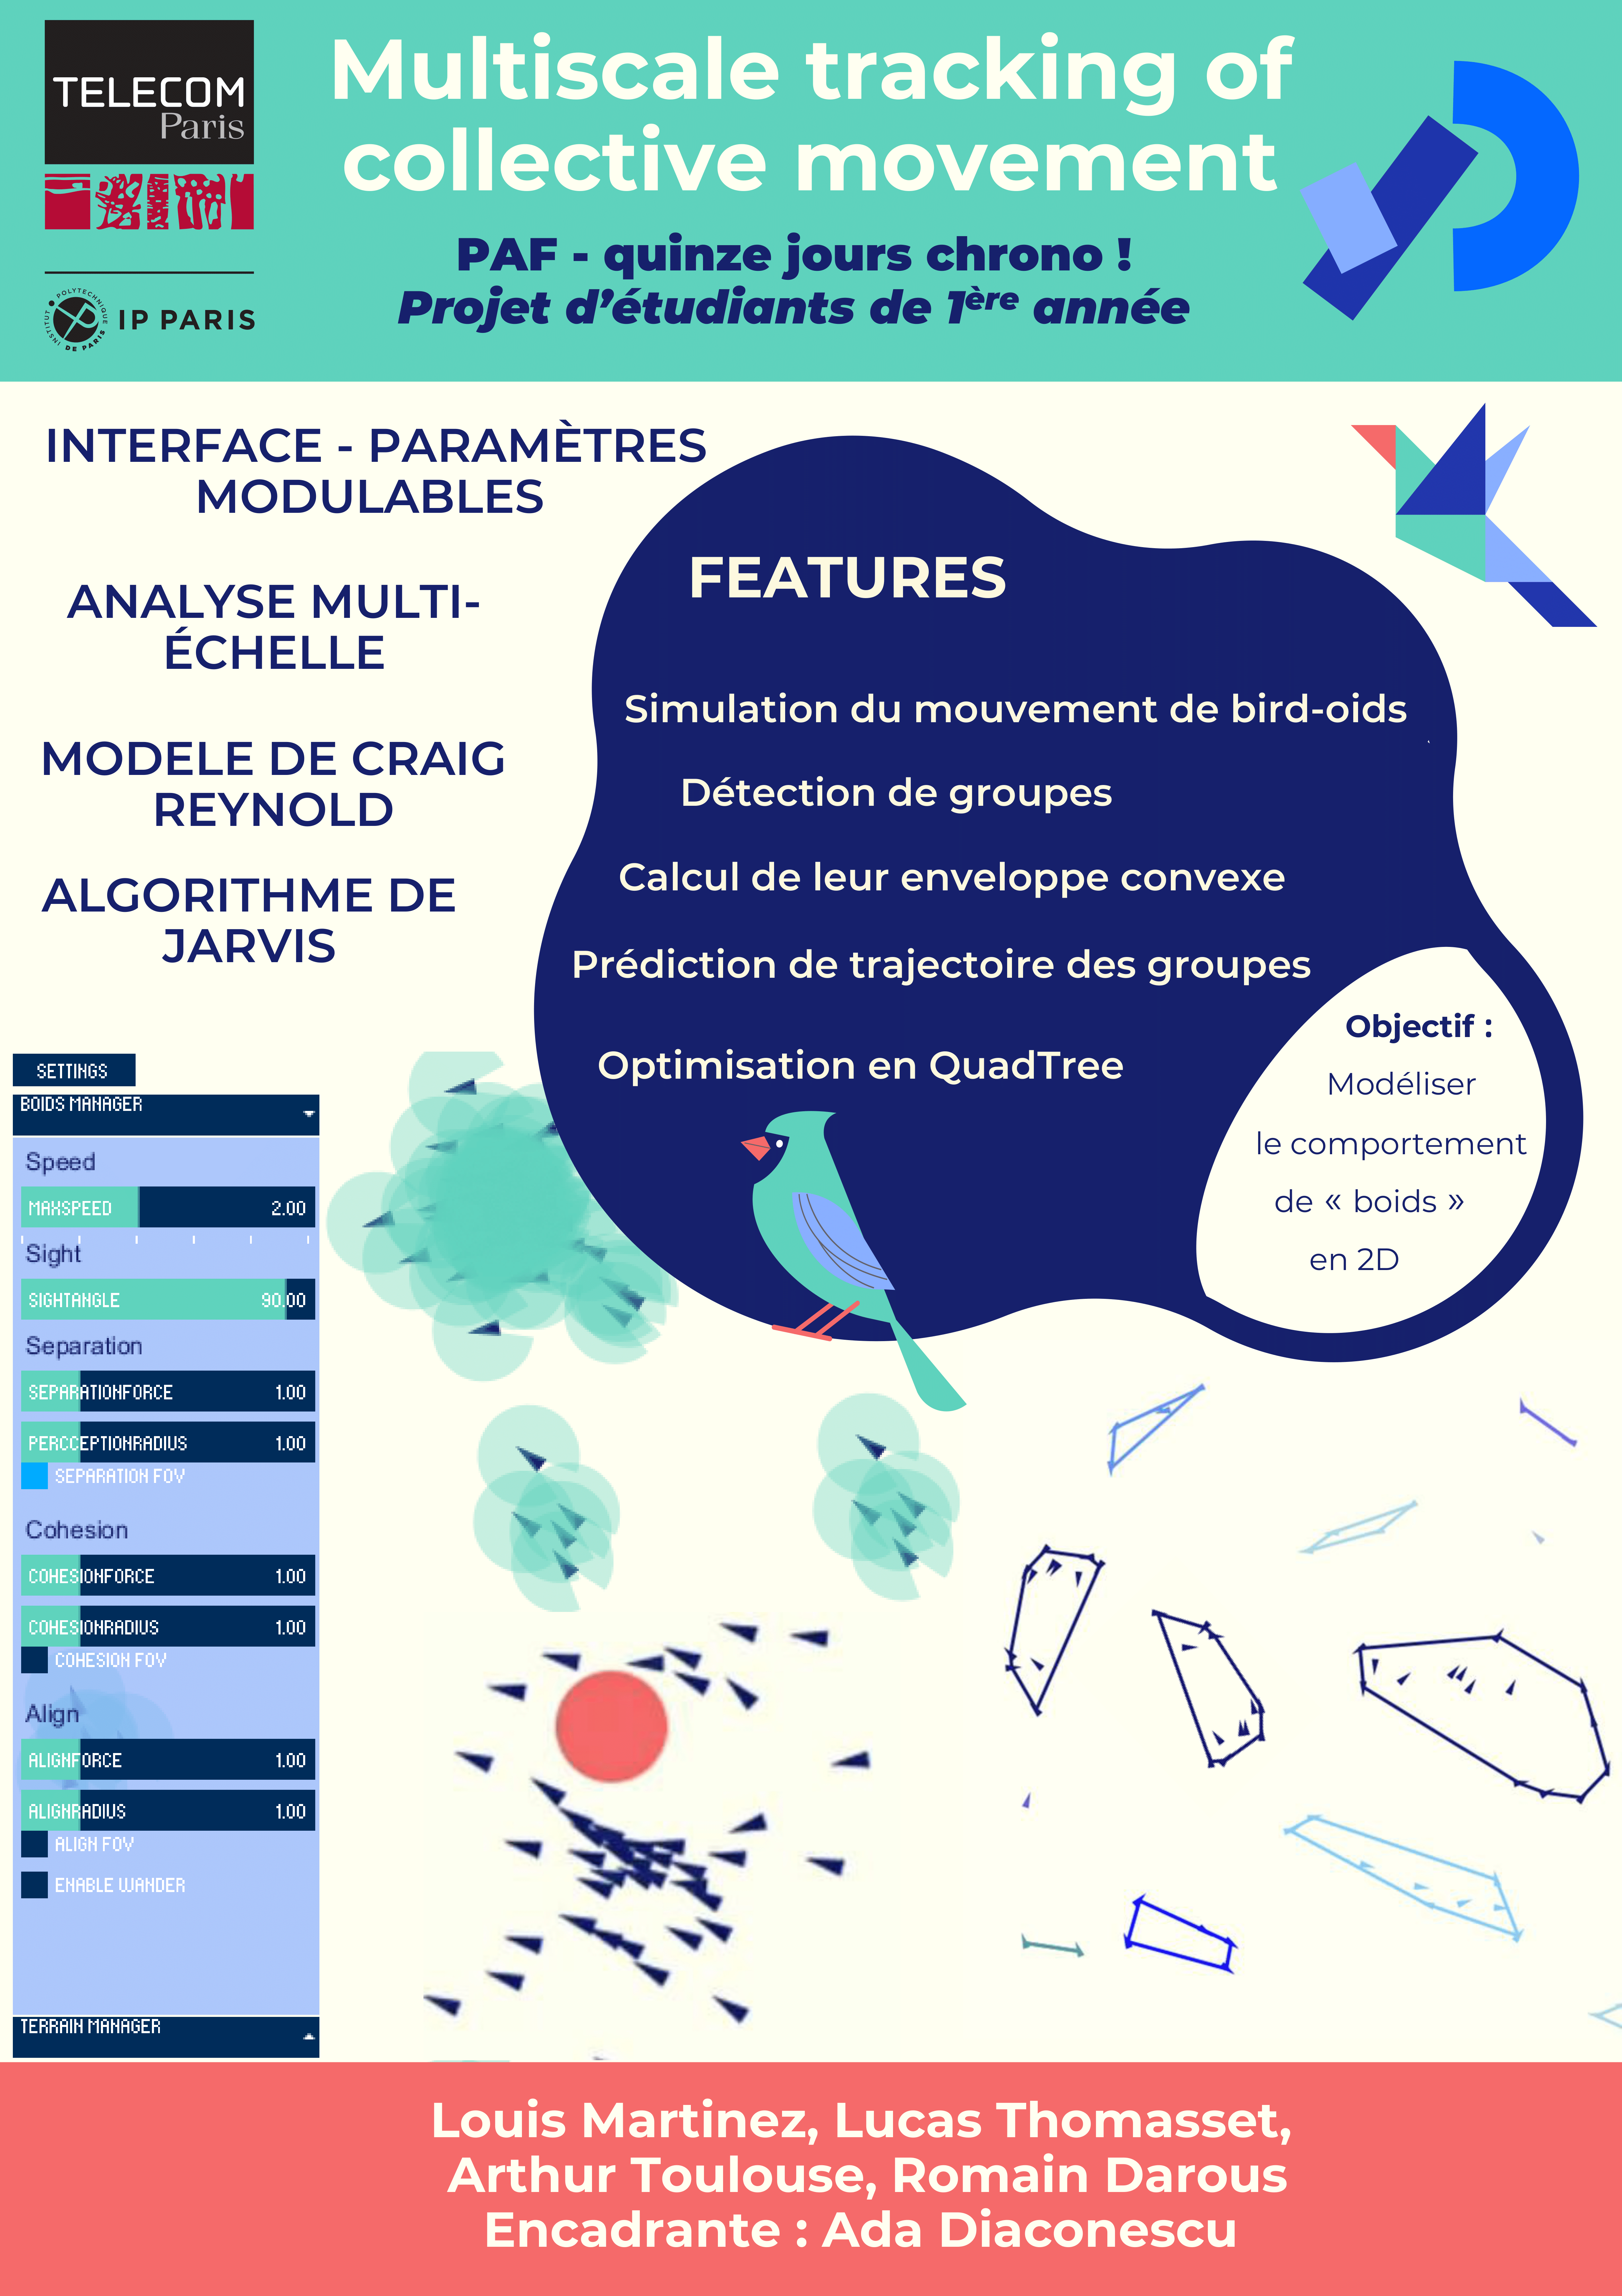 TELECOM
Paris
INSTITUT POLYTECHNIQUE DE PARIS
IP PARIS
Multiscale tracking of
collective movement
PAF - quinze jours chrono !
Projet d’étudiants de 1ère année
INTERFACE - PARAMÈTRES
MODULABLES
ANALYSE MULTI-
ÉCHELLE
MODELE DE CRAIG
REYNOLD
ALGORITHME DE
JARVIS
FEATURES
Simulation du mouvement de bird-oids
Détection de groupes
Calcul de leur enveloppe convexe
Prédiction de trajectoire des groupes
Optimisation en QuadTree
Objectif :
Modéliser
le comportement
de « boids »
en 2D
SETTINGS
BOIDS MANAGER
Speed
MAXSPEED 2.00
Sight
SIGHTANGLE 90.00
Separation
SEPARATIONFORCE 1.00
PERCCEPTIONRADIUS 1.00
SEPARATION FOV
Cohesion
COHESIONFORCE 1.00
COHESIONRADIUS 1.00
COHESION FOV
Align
ALIGNFORCE 1.00
ALIGNRADIUS 1.00
ALIGN FOV
ENABLE WANDER
TERRAIN MANAGER
Louis Martinez, Lucas Thomasset,
Arthur Toulouse, Romain Darous
Encadrante : Ada Diaconescu